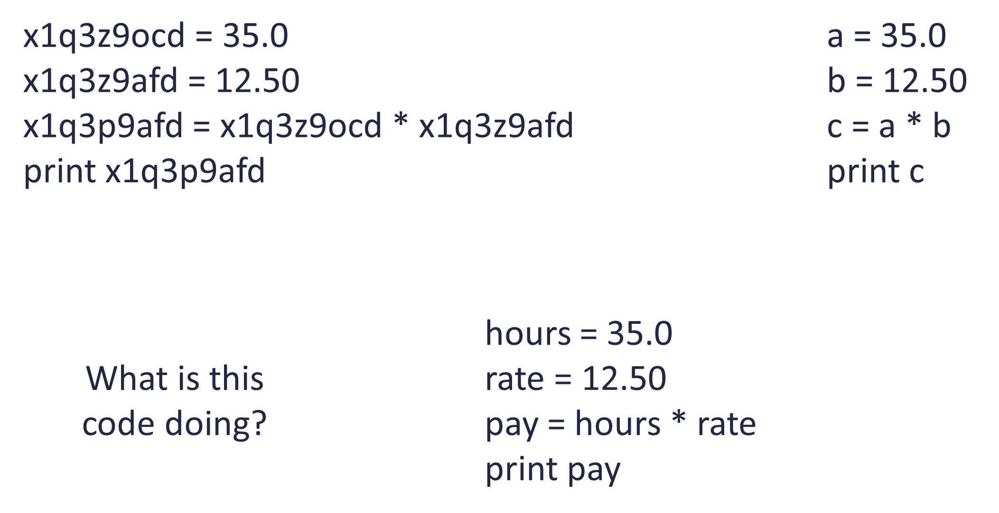 x1q3z9ocd = 35.0
x1q3z9afd = 12.50
x1q3p9afd = x1q3z9ocd * x1q3z9afd
print x1q3p9afd
a = 35.0
b = 12.50
c = a * b
print c
What is this
code doing?
hours = 35.0
rate = 12.50
pay = hours * rate
print pay